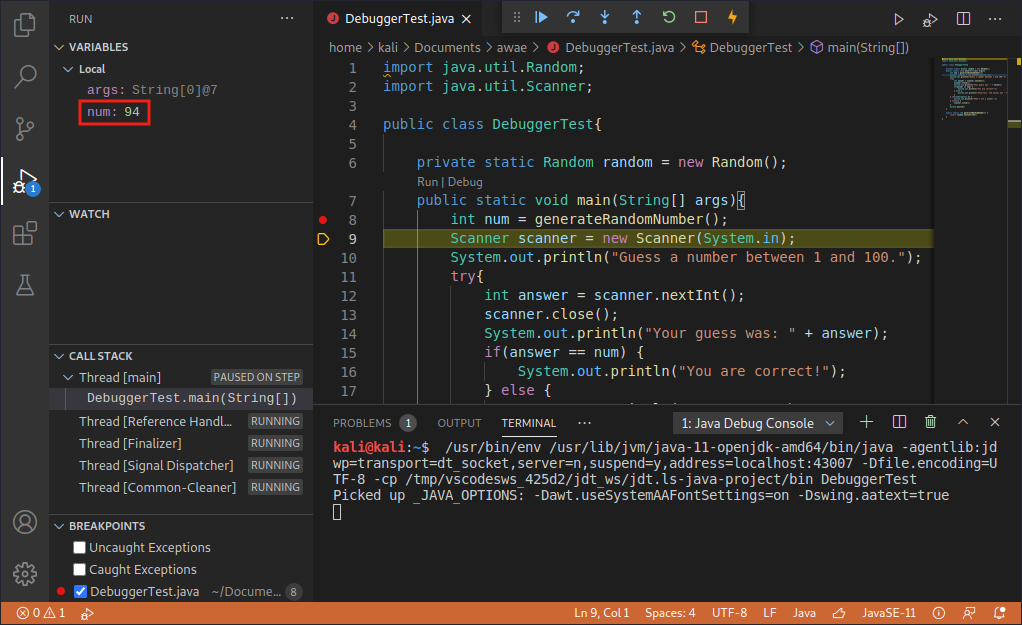 RUN
VARIABLES
Local
args: String[0]@7
num: 94
WATCH
CALL STACK
Thread [main] PAUSED ON STEP
DebuggerTest.main(String[])
Thread [Reference Handl... RUNNING
Thread [Finalizer] RUNNING
Thread [Signal Dispatcher] RUNNING
Thread [Common-Cleaner] RUNNING
BREAKPOINTS
Uncaught Exceptions
Caught Exceptions
DebuggerTest.java ~/Docume... 8
1
DebuggerTest.java
home > kali > Documents > awae > DebuggerTest.java > DebuggerTest > main(String[])
1 import java.util.Random;
2 import java.util.Scanner;
3
4 public class DebuggerTest{
5
6 private static Random random = new Random();
Run | Debug
7 public static void main(String[] args){
8 int num = generateRandomNumber();
9 Scanner scanner = new Scanner(System.in);
10 System.out.println("Guess a number between 1 and 100.");
11 try{
12 int answer = scanner.nextInt();
13 scanner.close();
14 System.out.println("Your guess was: " + answer);
15 if(answer == num) {
16 System.out.println("You are correct!");
17 } else {
PROBLEMS 1 OUTPUT TERMINAL ··· 1: Java Debug Console
kali@kali:~$ /usr/bin/env /usr/lib/jvm/java-11-openjdk-amd64/bin/java -agentlib:jd
wp=transport=dt_socket,server=n,suspend=y,address=localhost:43007 -Dfile.encoding=U
TF-8 -cp /tmp/vscodesws_425d2/jdt_ws/jdt.ls-java-project/bin DebuggerTest
Picked up _JAVA_OPTIONS: -Dawt.useSystemAAFontSettings=on -Dswing.aatext=true
0 1 Ln 9, Col 1 Spaces: 4 UTF-8 LF Java JavaSE-11